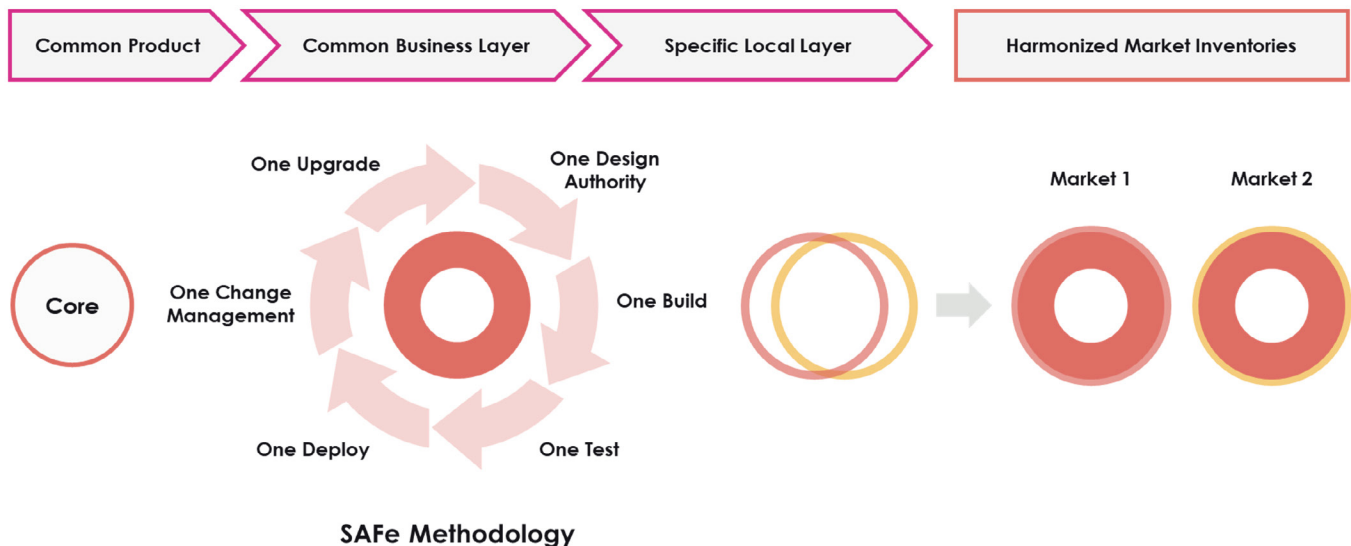 Common Product
Common Business Layer
Specific Local Layer
Harmonized Market Inventories
One Upgrade
One Design
Authority
Market 1
Market 2
Core
One Change
Management
One Build
One Deploy
One Test
SAFe Methodology